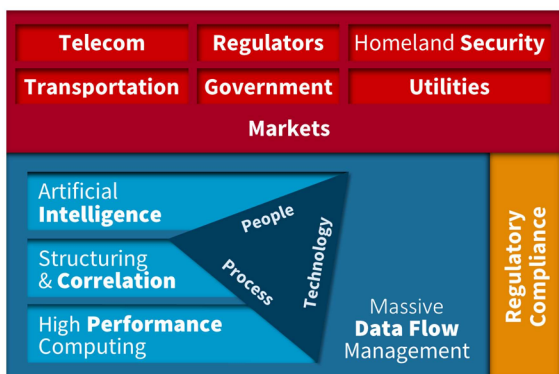 Telecom
Regulators
Homeland Security
Transportation
Government
Utilities
Markets
Artificial
Intelligence
Structuring
& Correlation
High Performance
Computing
People
Process
Technology
Massive
Data Flow
Management
Regulatory
Compliance